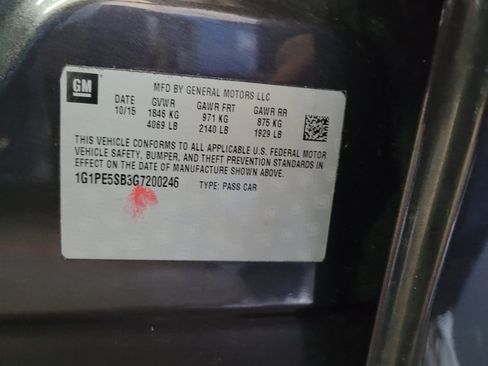 GM
MFD BY GENERAL MOTORS LLC
DATE GVWR GAWR FRT GAWR RR
10/15 1846 KG 971 KG 875 KG
4069 LB 2140 LB 1929 LB
THIS VEHICLE CONFORMS TO ALL APPLICABLE U.S. FEDERAL MOTOR
VEHICLE SAFETY, BUMPER, AND THEFT PREVENTION STANDARDS IN
EFFECT ON THE DATE OF MANUFACTURE SHOWN ABOVE.
1G1PE5SB3G7200246 TYPE: PASS CAR